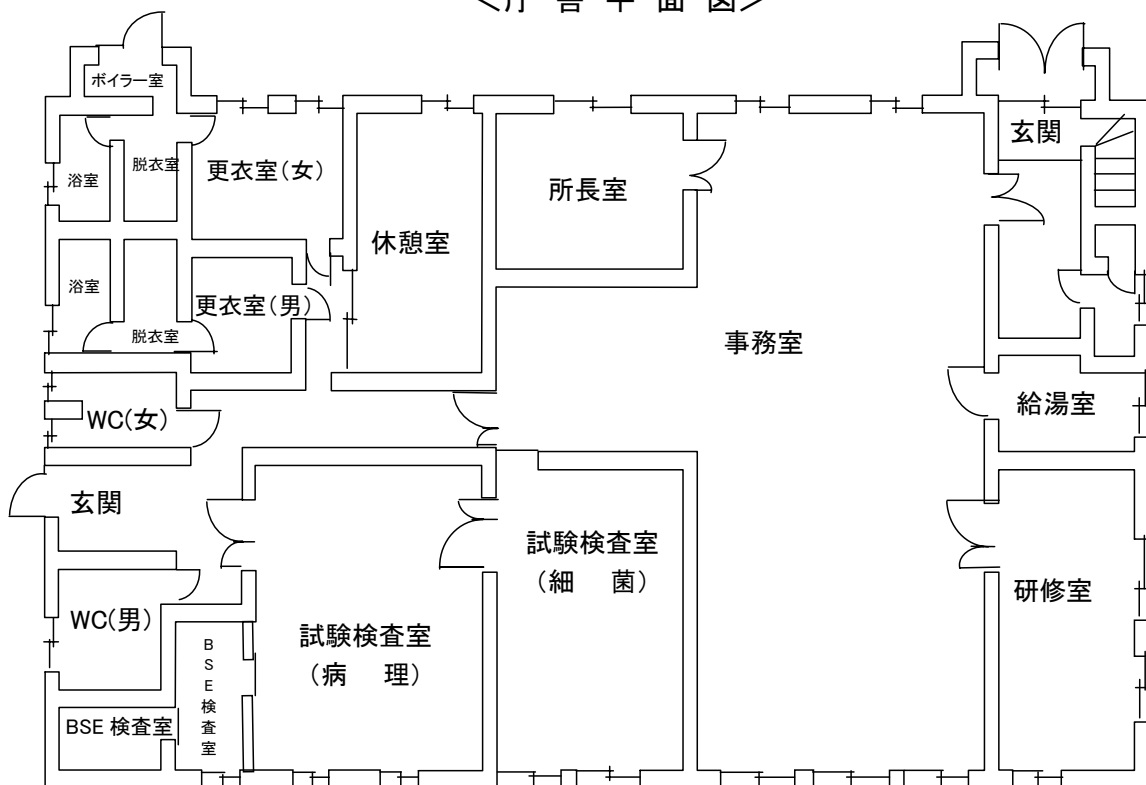 ＜庁 舎 平 面 図＞
ボイラー室
玄関
脱衣室
浴室
更衣室（女）
所長室
休憩室
浴室
更衣室（男）
脱衣室
事務室
給湯室
WC（女）
玄関
試験検査室
（細 菌）
研修室
WC（男）
試験検査室
（病 理）
BSE検査室
BSE 検査室